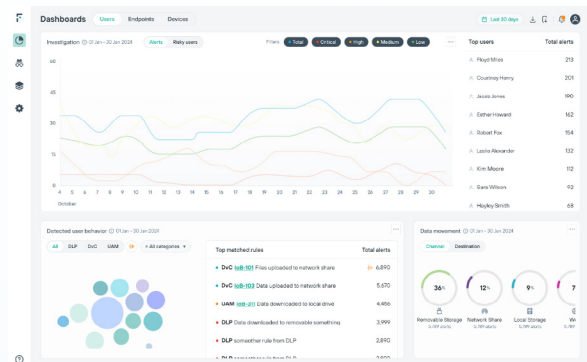 Dashboards Users Endpoints Devices Last 30 days
Investigation 01 Jan - 30 Jan 2024 Alerts Risky users Filters Total Critical High Medium Low
60
45
30
15
0
4 5 6 7 8 9 10 11 12 13 14 15 16 17 18 19 20 21 22 23 24 25 26 27 28 29 30
October
Top users Total alerts
Floyd Miles 213
Courtney Henry 201
Jacob Jones 190
Esther Howard 162
Robert Fox 154
Leslie Alexander 132
Kim Moore 112
Sara Wilson 93
Hayley Smith 68
Detected user behavior 01 Jan - 30 Jan 2024
All DLP DvC UAM + All categories
Top matched rules Total alerts
DvC IoB-101 Files uploaded to network share 6,890
DvC IoB-103 Data uploaded to network share 5,670
UAM IoB-311 Data downloaded to local drive 4,456
DLP Data downloaded to removable something 3,999
DLP someother rule from DLP 2,890
Data movement 01 Jan - 30 Jan 2024
Channel Destination
36% 12% 9% 7
Removable Storage Network Share Local Storage